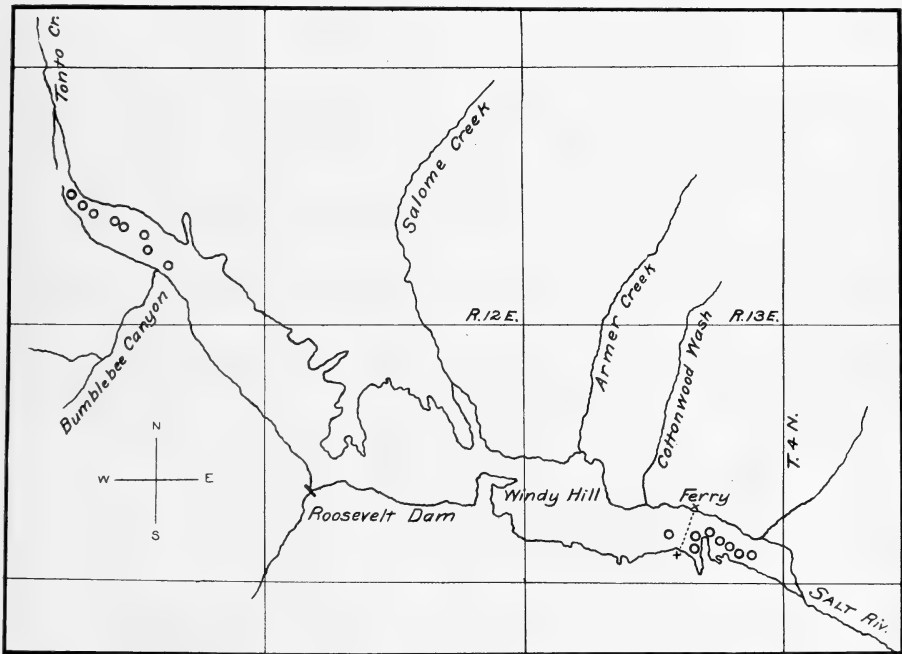 Tonto Cr.
Salome Creek
R.12E.
R.13E.
Armer Creek
Cottonwood Wash
Bumblebee Canyon
T.4 N.
N
W E
S
Windy Hill
Ferry
Roosevelt Dam
SALT RIV.